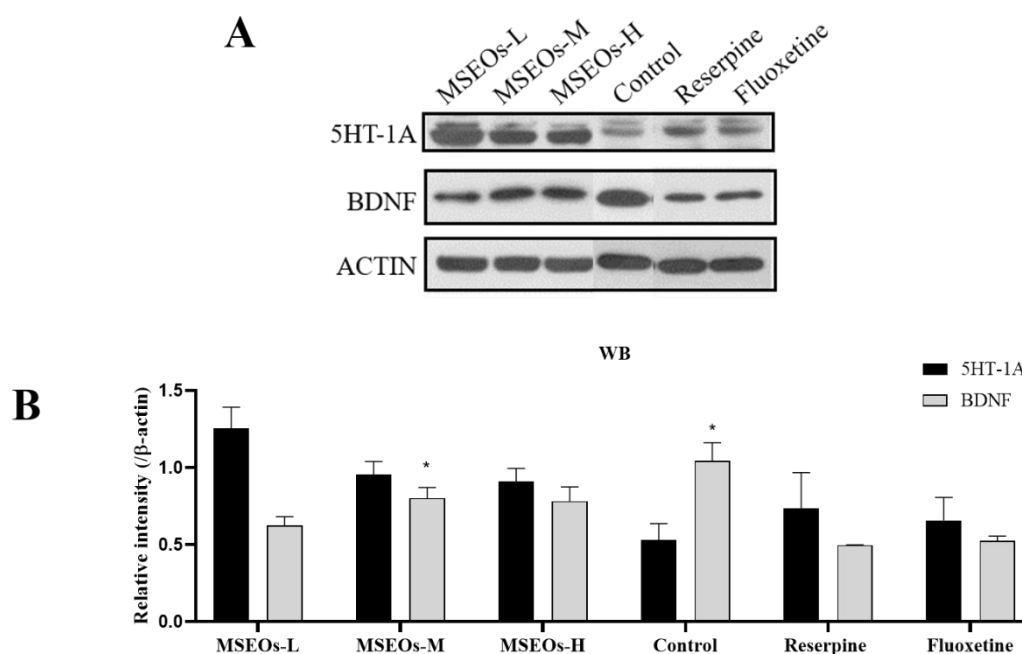 A
MSEOs-L MSEOs-M MSEOs-H Control Reserpine Fluoxetine
5HT-1A
BDNF
ACTIN
WB
B
5HT-1A
BDNF
Relative intensity (/β-actin)
1.5
1.0
*
*
0.5
0.0
MSEOs-L MSEOs-M MSEOs-H Control Reserpine Fluoxetine